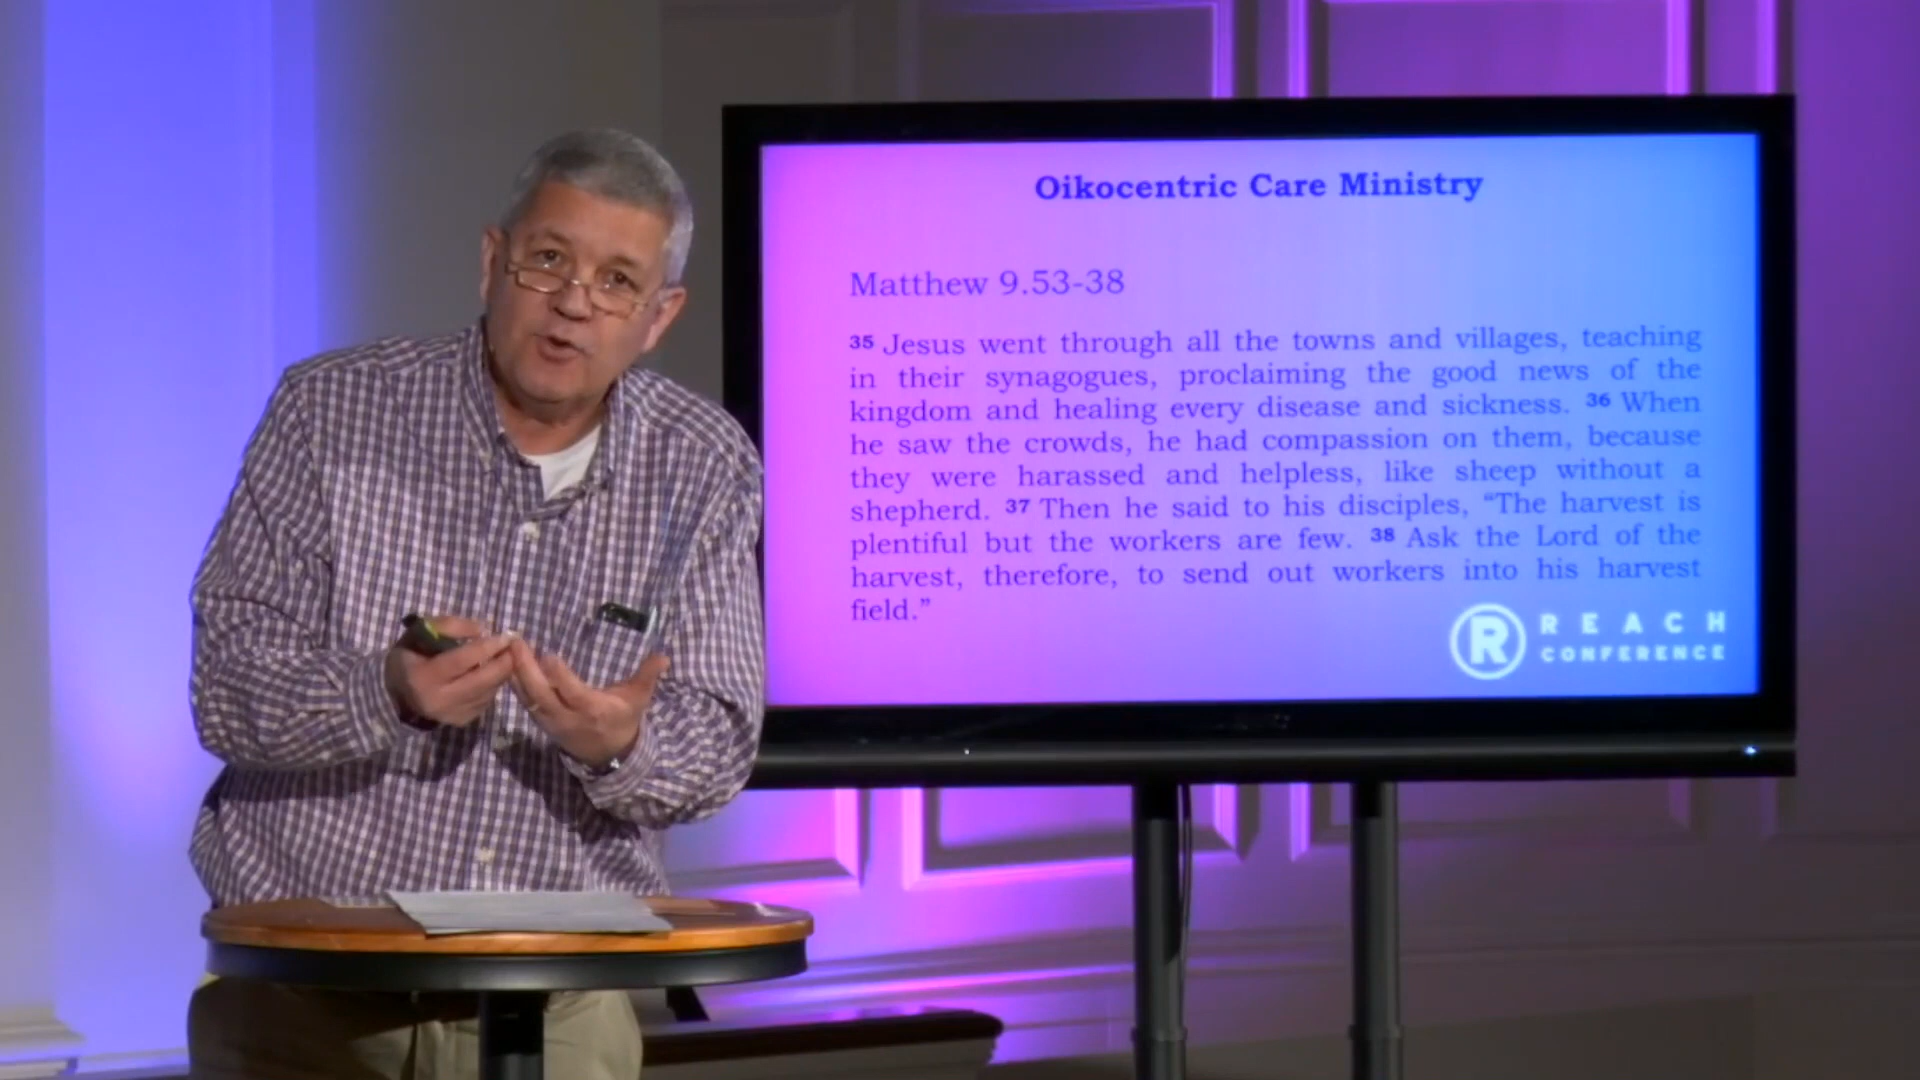 Oikocentric Care Ministry
Matthew 9.53-38
35 Jesus went through all the towns and villages, teaching
in their synagogues, proclaiming the good news of the
kingdom and healing every disease and sickness. 36 When
he saw the crowds, he had compassion on them, because
they were harassed and helpless, like sheep without a
shepherd. 37 Then he said to his disciples, “The harvest is
plentiful but the workers are few. 38 Ask the Lord of the
harvest, therefore, to send out workers into his harvest
field.”
R REACH
CONFERENCE